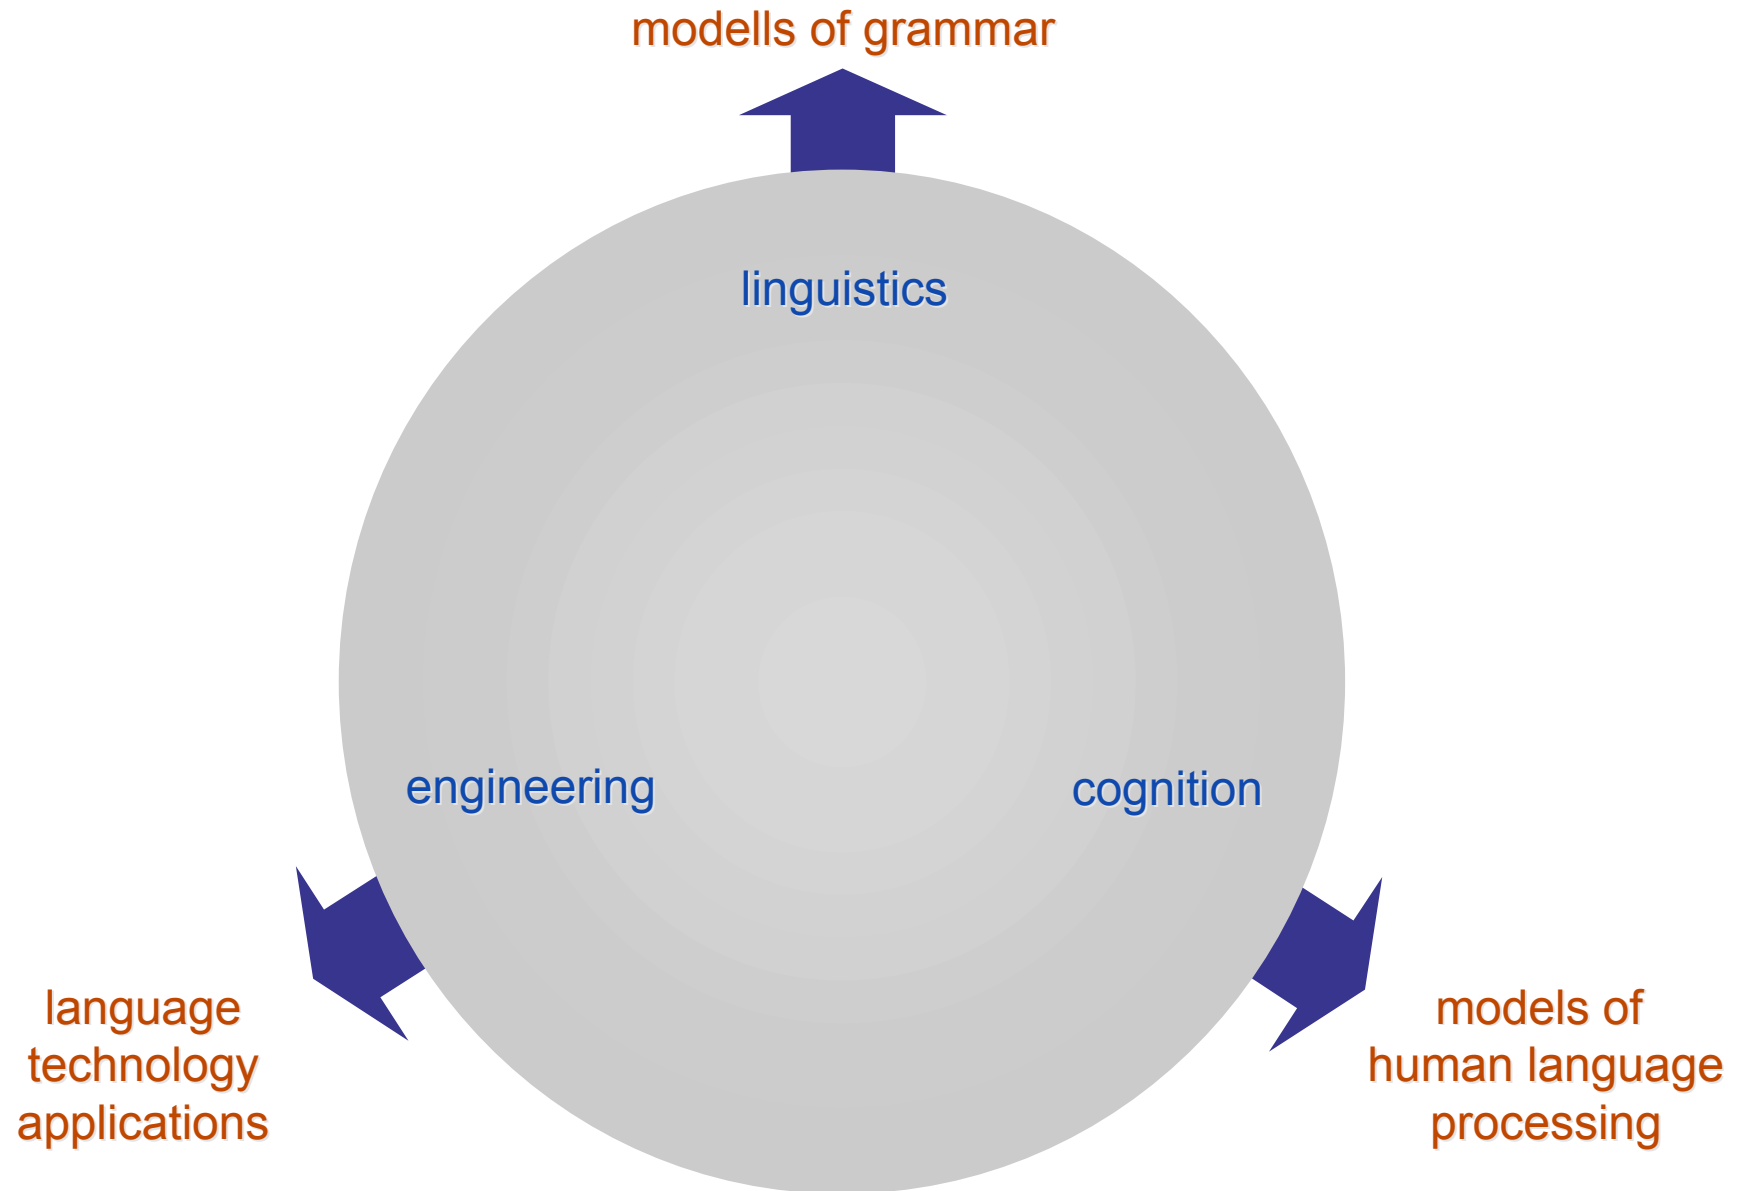 modells of grammar
linguistics
engineering
cognition
language
technology
applications
models of
human language
processing